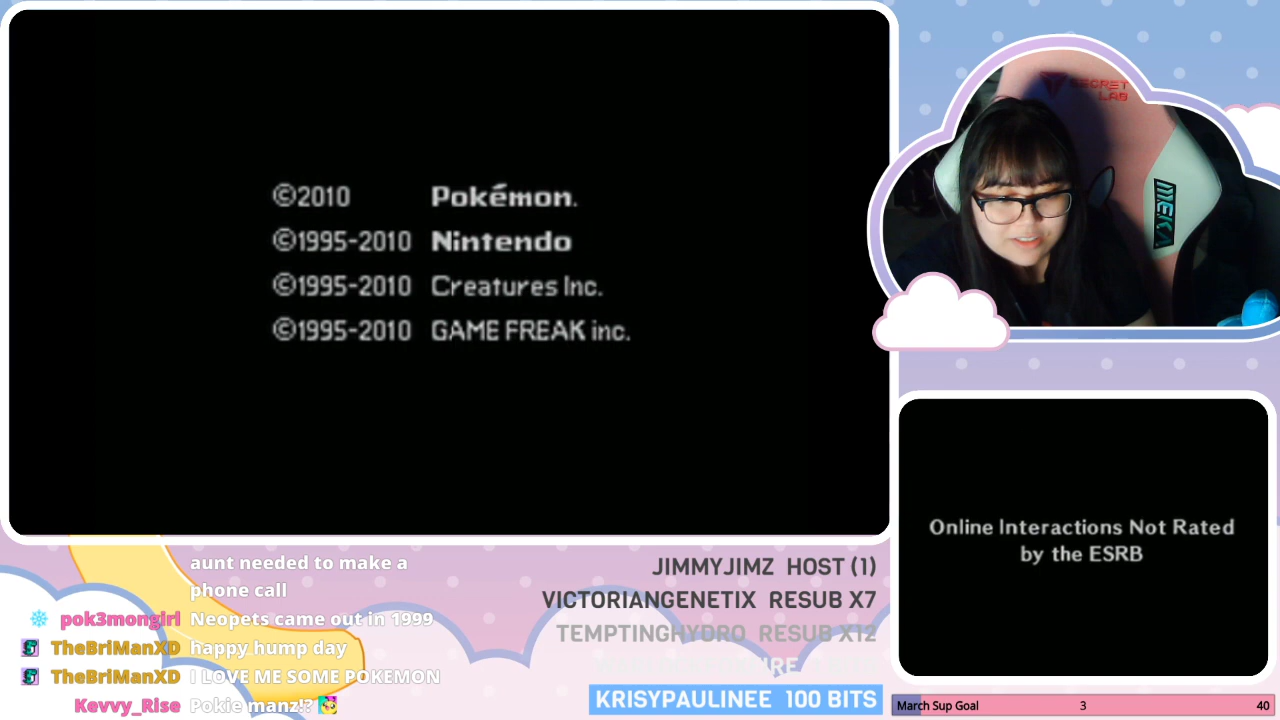 ©2010 Pokémon.
©1995-2010 Nintendo
©1995-2010 Creatures Inc.
©1995-2010 GAME FREAK inc.
SECRET
LAB
MEKA
Online Interactions Not Rated
by the ESRB
aunt needed to make a
phone call
pok3mongirl Neopets came out in 1999
TheBriManXD happy hump day
TheBriManXD I LOVE ME SOME POKEMON
Kevvy_Rise Pokie manz!?
JIMMYJIMZ HOST (1)
VICTORIANGENETIX RESUB X7
TEMPTINGHYDRO RESUB X12
KRISYPAULINEE 100 BITS
March Sup Goal 3 40